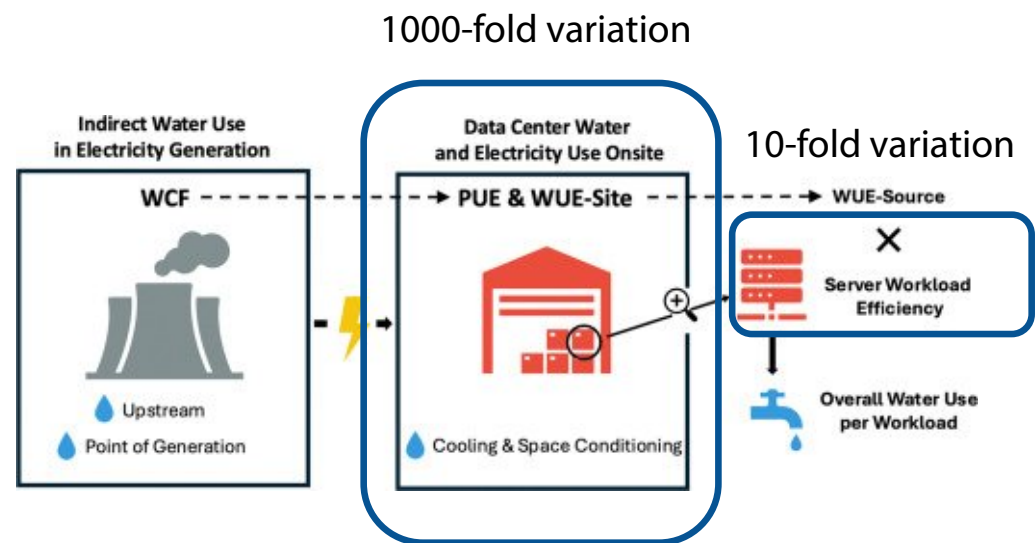 1000-fold variation
Indirect Water Use
in Electricity Generation
Data Center Water
and Electricity Use Onsite
10-fold variation
WCF
PUE & WUE-Site
WUE-Source
Server Workload
Efficiency
Upstream
Point of Generation
Cooling & Space Conditioning
Overall Water Use
per Workload